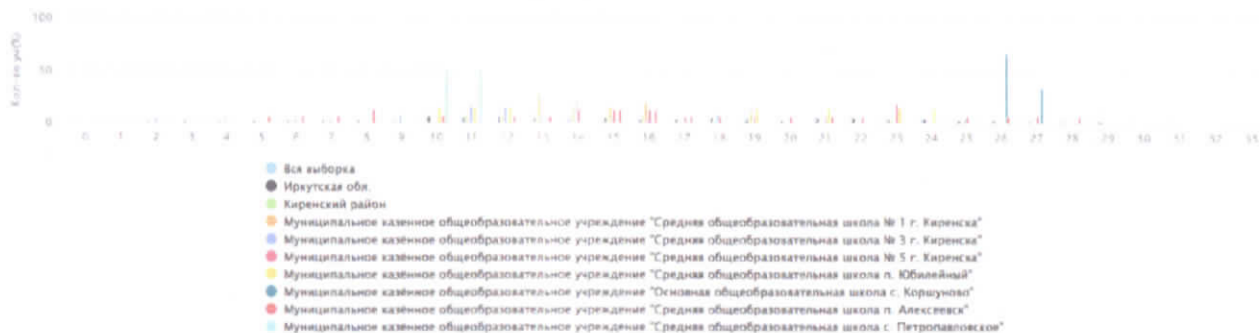 100
Кол-во уч(%)
50
0
0 1 2 3 4 5 6 7 8 9 10 11 12 13 14 15 16 17 18 19 20 21 22 23 24 25 26 27 28 29 30 31 32 33
Вся выборка
Иркутская обл.
Киренский район
Муниципальное казенное общеобразовательное учреждение "Средняя общеобразовательная школа № 1 г. Киренска"
Муниципальное казённое общеобразовательное учреждение "Средняя общеобразовательная школа № 3 г. Киренска"
Муниципальное казённое общеобразовательное учреждение "Средняя общеобразовательная школа № 5 г. Киренска"
Муниципальное казённое общеобразовательное учреждение "Средняя общеобразовательная школа п. Юбилейный"
Муниципальное казённое общеобразовательное учреждение "Основная общеобразовательная школа с. Коршуново"
Муниципальное казённое общеобразовательное учреждение "Средняя общеобразовательная школа п. Алексеевск"
Муниципальное казённое общеобразовательное учреждение "Средняя общеобразовательная школа с. Петропавловское"